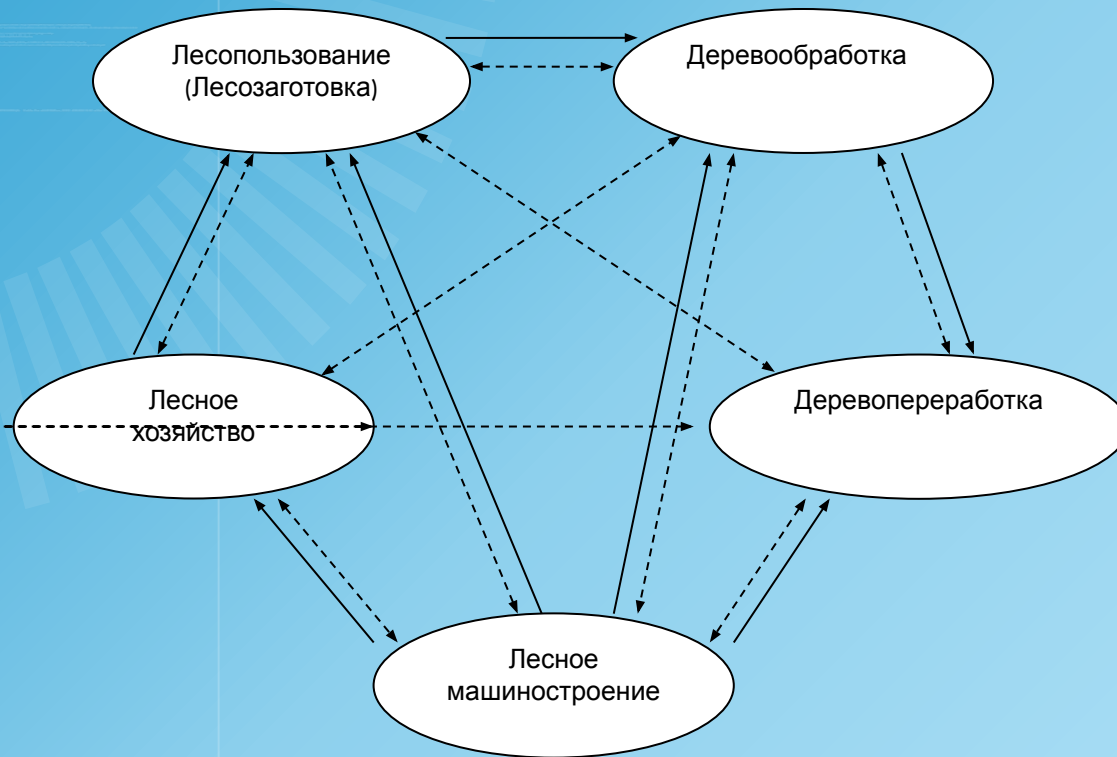 Лесопользование
(Лесозаготовка)
Деревообработка
Лесное
хозяйство
Деревопереработка
Лесное
машиностроение